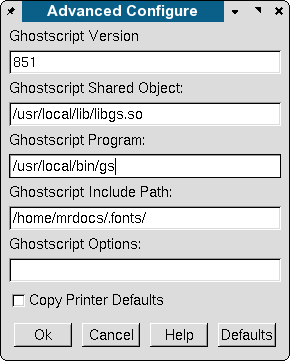 Advanced Configure
Ghostscript Version
851
Ghostscript Shared Object:
/usr/local/lib/libgs.so
Ghostscript Program:
/usr/local/bin/gs
Ghostscript Include Path:
/home/mrdocs/.fonts/
Ghostscript Options:
Copy Printer Defaults
Ok Cancel Help Defaults